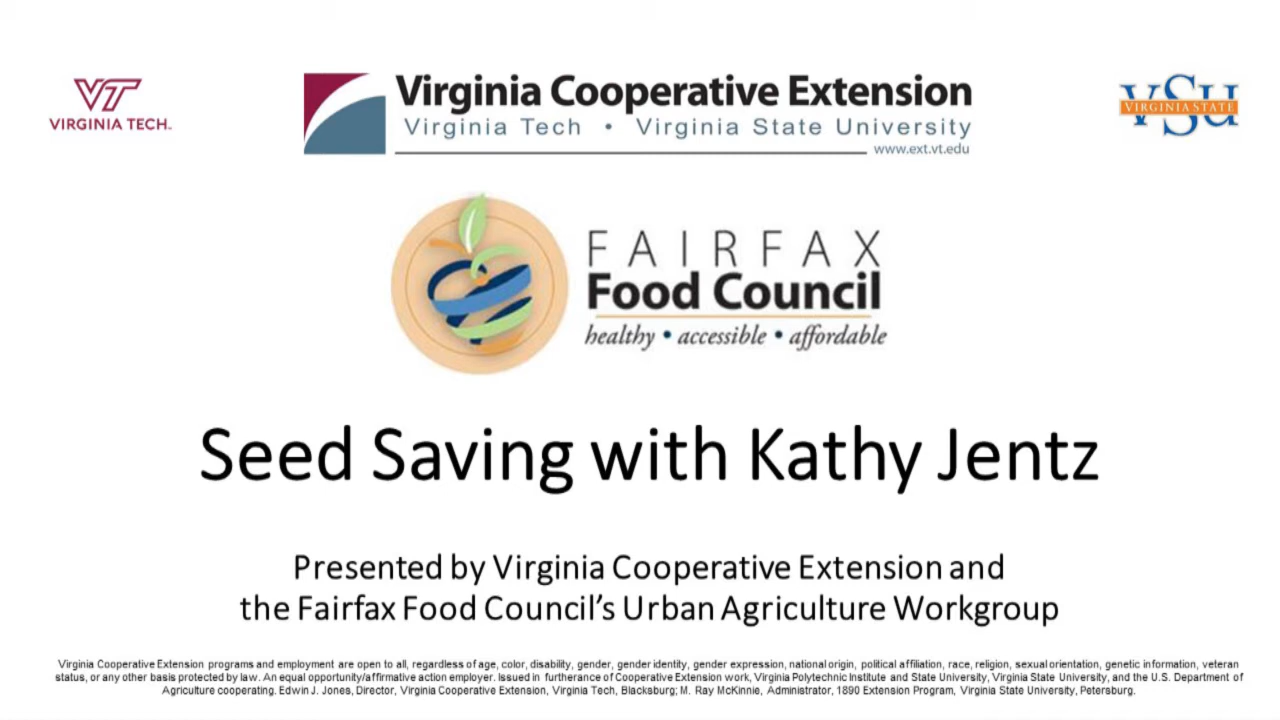 VT
VIRGINIA TECH.
Virginia Cooperative Extension
Virginia Tech • Virginia State University
www.ext.vt.edu
VSU
VIRGINIA STATE
FAIRFAX
Food Council
healthy • accessible • affordable
Seed Saving with Kathy Jentz
Presented by Virginia Cooperative Extension and
the Fairfax Food Council’s Urban Agriculture Workgroup
Virginia Cooperative Extension programs and employment are open to all, regardless of age, color, disability, gender, gender identity, gender expression, national origin, political affiliation, race, religion, sexual orientation, genetic information, veteran
status, or any other basis protected by law. An equal opportunity/affirmative action employer. Issued in furtherance of Cooperative Extension work, Virginia Polytechnic Institute and State University, Virginia State University, and the U.S. Department of
Agriculture cooperating. Edwin J. Jones, Director, Virginia Cooperative Extension, Virginia Tech, Blacksburg; M. Ray McKinnie, Administrator, 1890 Extension Program, Virginia State University, Petersburg.